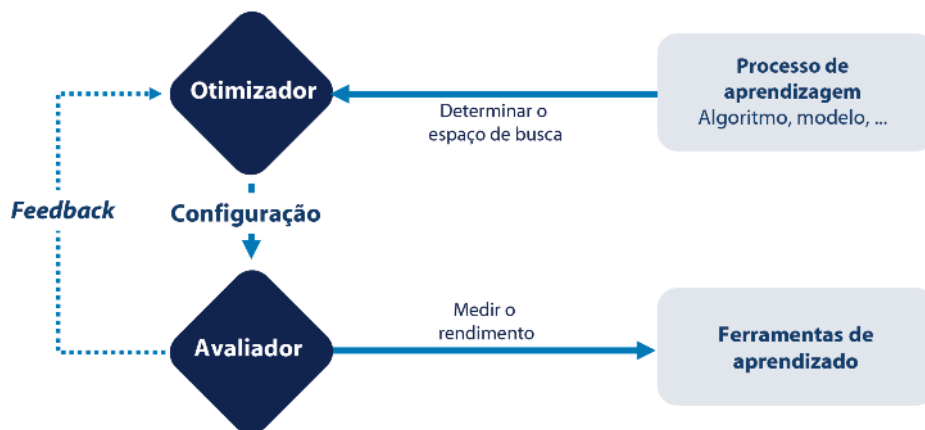 Otimizador
Processo de
aprendizagem
Algoritmo, modelo, ...
Determinar o
espaço de busca
Feedback
Configuração
Avaliador
Medir o
rendimento
Ferramentas de
aprendizado